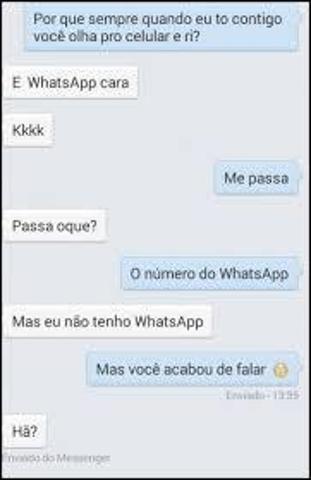 Por que sempre quando eu to contigo
você olha pro celular e ri?
E WhatsApp cara
Kkkk
Me passa
Passa oque?
O número do WhatsApp
Mas eu não tenho WhatsApp
Mas você acabou de falar
Enviado - 13:55
Hã?
Enviado do Messenger